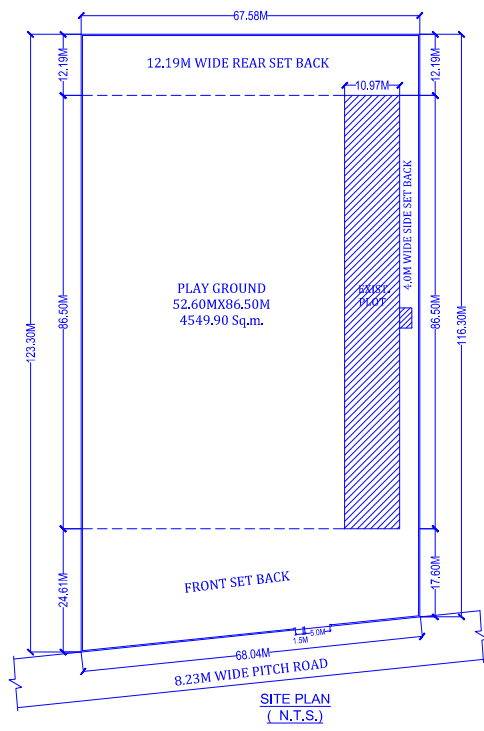 67.58M
12.19M
12.19M WIDE REAR SET BACK
12.19M
10.97M
4.0M WIDE SIDE SET BACK
PLAY GROUND
52.60MX86.50M
4549.90 Sq.m.
EXIST.
PLOT
86.50M
123.30M
86.50M
116.30M
24.61M
FRONT SET BACK
17.60M
1.5M
5.0M
68.04M
8.23M WIDE PITCH ROAD
SITE PLAN
( N.T.S.)